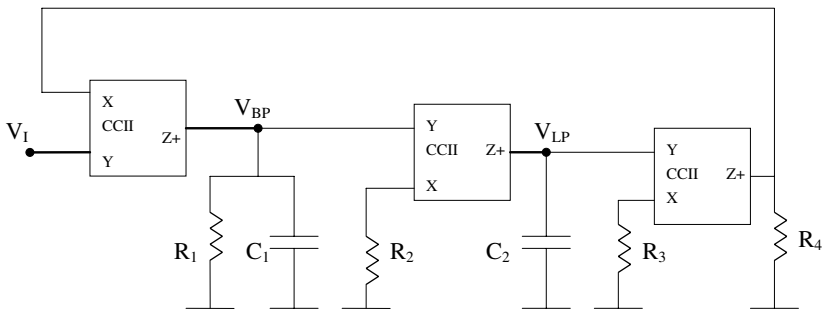 X
CCII
Z+
Y
V_I
V_BP
Y
CCII
Z+
X
V_LP
Y
CCII
Z+
X
R_1
C_1
R_2
C_2
R_3
R_4